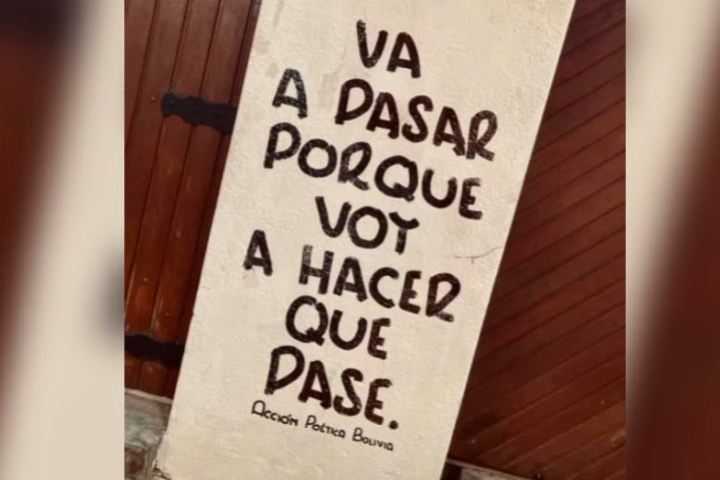 VA
A PASAR
PORQUE
VOY
A HACER
QUE
PASE.
Acción Poética Bolivia